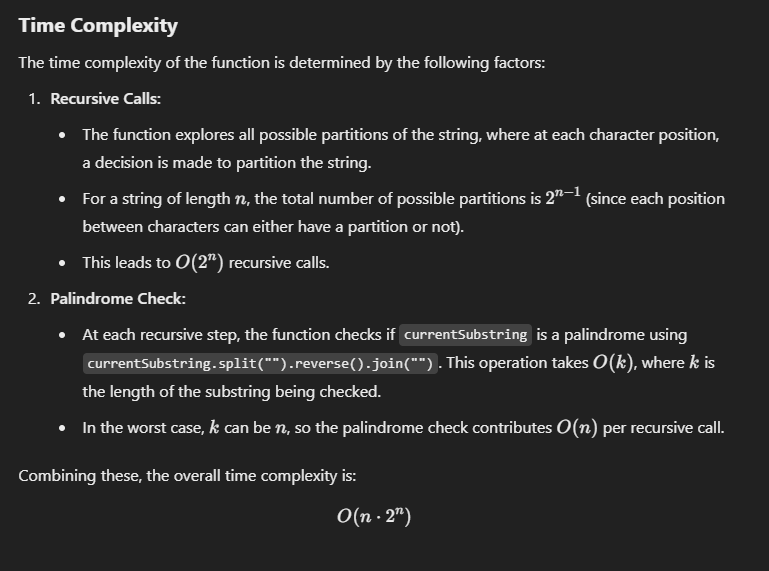 Time Complexity
The time complexity of the function is determined by the following factors:
1. Recursive Calls:
• The function explores all possible partitions of the string, where at each character position,
a decision is made to partition the string.
• For a string of length n, the total number of possible partitions is 2ⁿ⁻¹ (since each position
between characters can either have a partition or not).
• This leads to O(2ⁿ) recursive calls.
2. Palindrome Check:
• At each recursive step, the function checks if currentSubstring is a palindrome using
currentSubstring.split("").reverse().join("") . This operation takes O(k), where k is
the length of the substring being checked.
• In the worst case, k can be n, so the palindrome check contributes O(n) per recursive call.
Combining these, the overall time complexity is:
O(n · 2ⁿ)